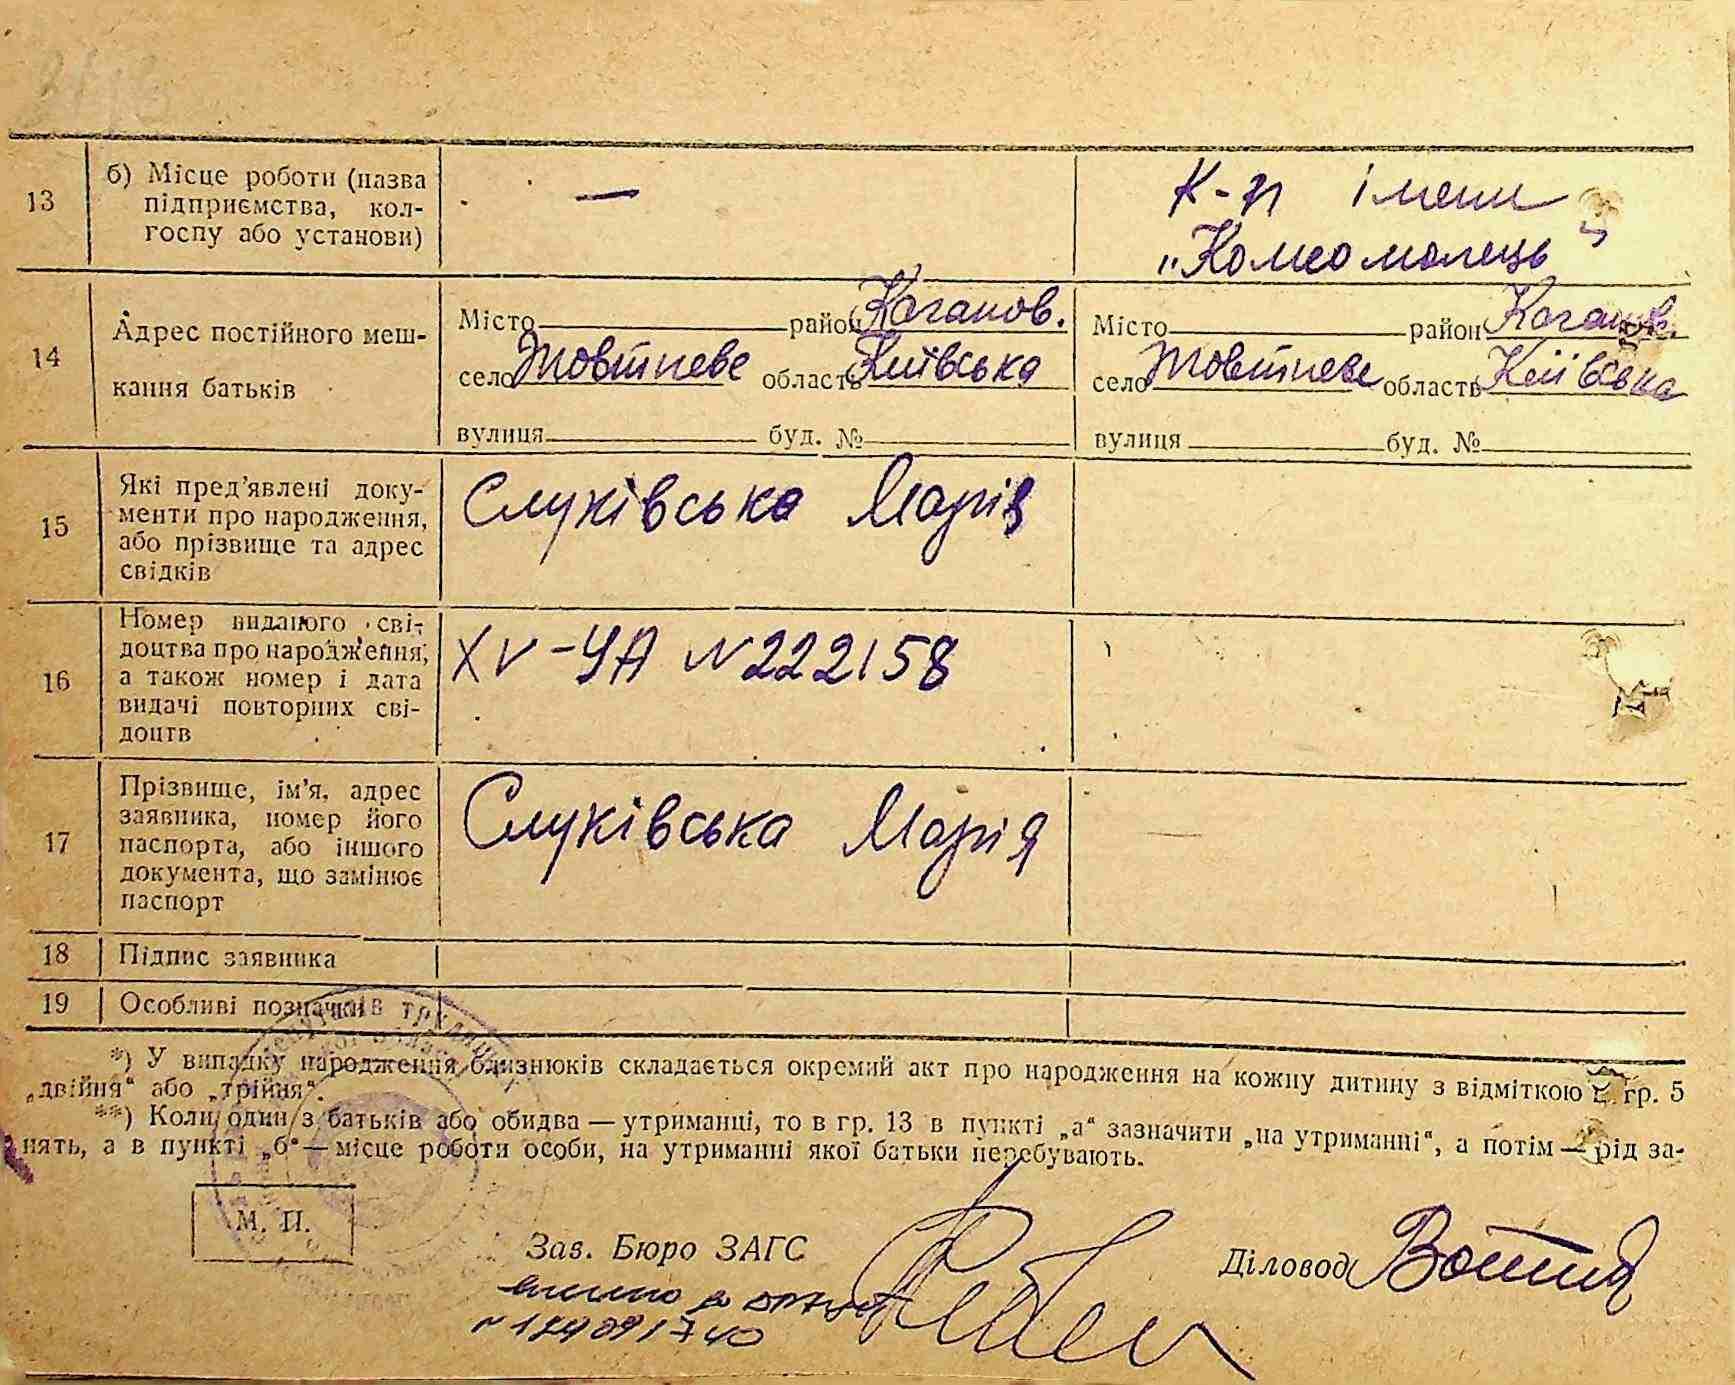 13
б) Місце роботи (назва
підприємства, кол-
госпу або установи)
—
К-п імени
„Комсомолець"
14
Адрес постійного меш-
кання батьків
Місто район Каганов.
село Жовтневе область Київська
вулиця буд. №
Місто район Каганов.
село Жовтневе область Київська
вулиця буд. №
15
Які пред'явлені доку-
менти про народження,
або прізвище та адрес
свідків
Слуківська Марія
16
Номер виданого сві-
доцтва про народження,
а також номер і дата
видачі повторних сві-
доцтв
XV-УА N222158
17
Прізвище, ім'я, адрес
заявника, номер його
паспорта, або іншого
документа, що замінює
паспорт
Слуківська Марія
18
Підпис заявника
19
Особливі позначки
*) У випадку народження близнюків складається окремий акт про народження на кожну дитину з відміткою в гр. 5
„двійня" або „трійня".
**) Коли один з батьків або обидва — утриманці, то в гр. 13 в пункті „а" зазначити „на утриманні", а потім — рід за-
нять, а в пункті „б" — місце роботи особи, на утриманні якої батьки перебувають.
М. П.
Зав. Бюро ЗАГС
Діловод